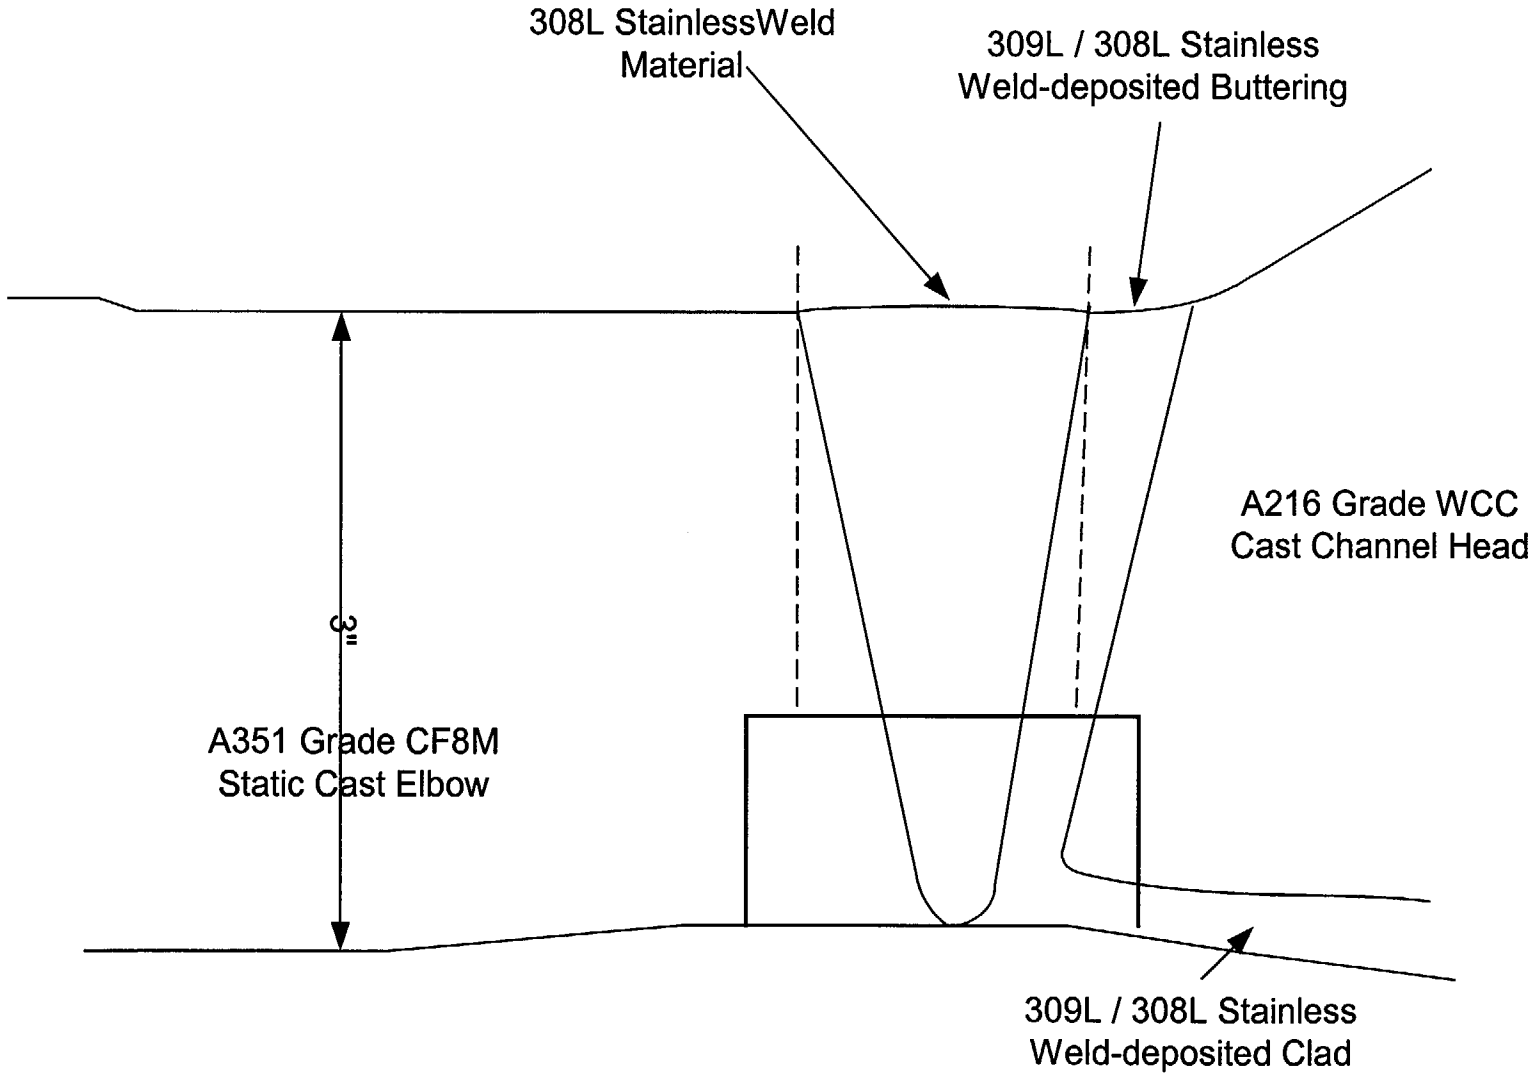 308L StainlessWeld
Material
309L / 308L Stainless
Weld-deposited Buttering
A216 Grade WCC
Cast Channel Head
3"
A351 Grade CF8M
Static Cast Elbow
309L / 308L Stainless
Weld-deposited Clad